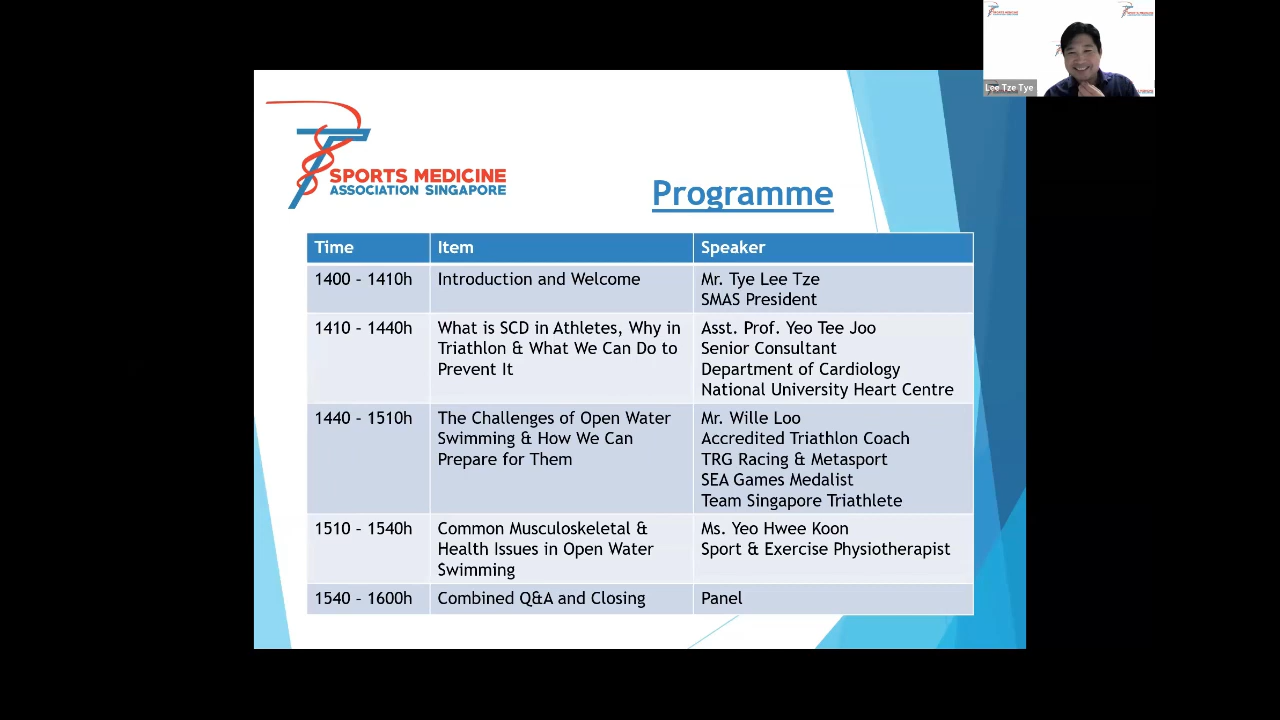 Lee Tze Tye
SPORTS MEDICINE
ASSOCIATION SINGAPORE
Programme
Time Item Speaker
1400 – 1410h Introduction and Welcome Mr. Tye Lee Tze
SMAS President
1410 – 1440h What is SCD in Athletes, Why in Asst. Prof. Yeo Tee Joo
Triathlon & What We Can Do to Senior Consultant
Prevent It Department of Cardiology
National University Heart Centre
1440 – 1510h The Challenges of Open Water Mr. Wille Loo
Swimming & How We Can Accredited Triathlon Coach
Prepare for Them TRG Racing & Metasport
SEA Games Medalist
Team Singapore Triathlete
1510 – 1540h Common Musculoskeletal & Ms. Yeo Hwee Koon
Health Issues in Open Water Sport & Exercise Physiotherapist
Swimming
1540 – 1600h Combined Q&A and Closing Panel